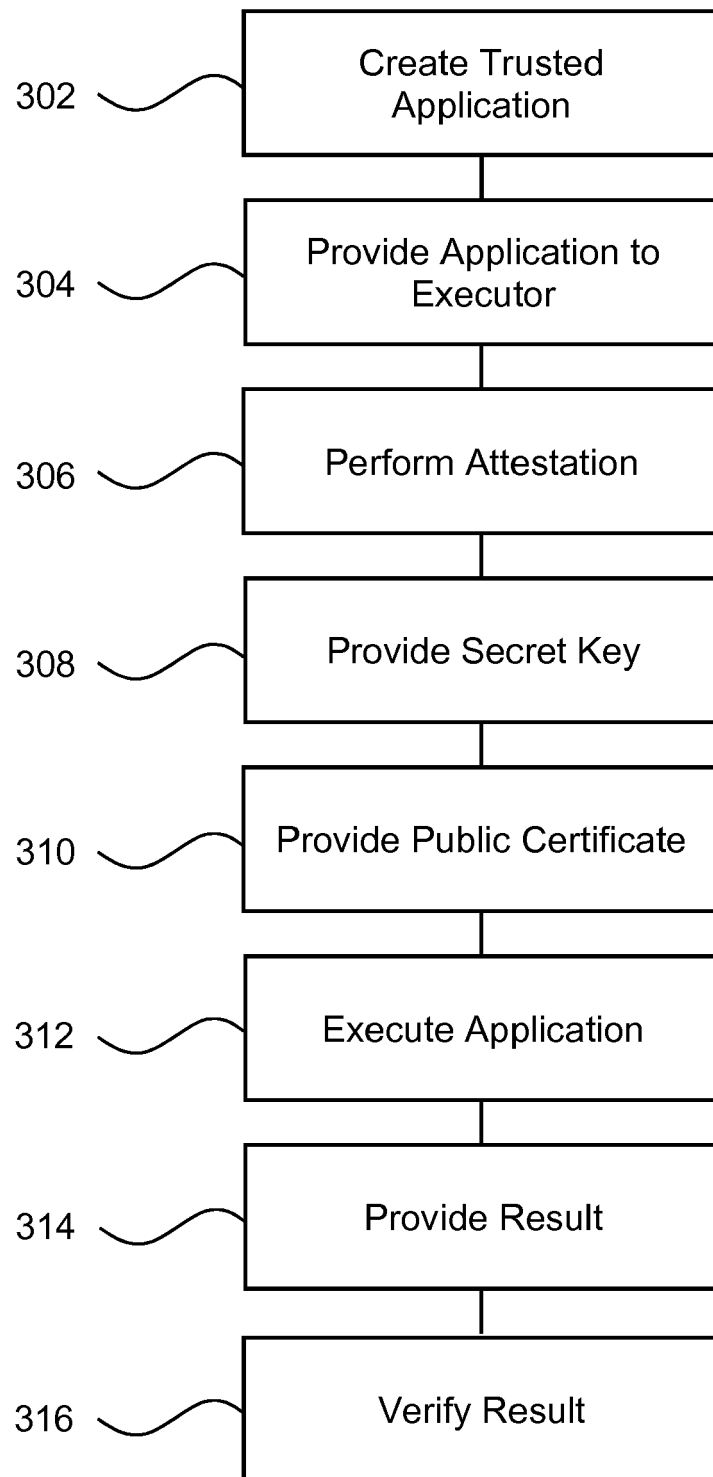 302
Create Trusted
Application
304
Provide Application to
Executor
306
Perform Attestation
308
Provide Secret Key
310
Provide Public Certificate
312
Execute Application
314
Provide Result
316
Verify Result